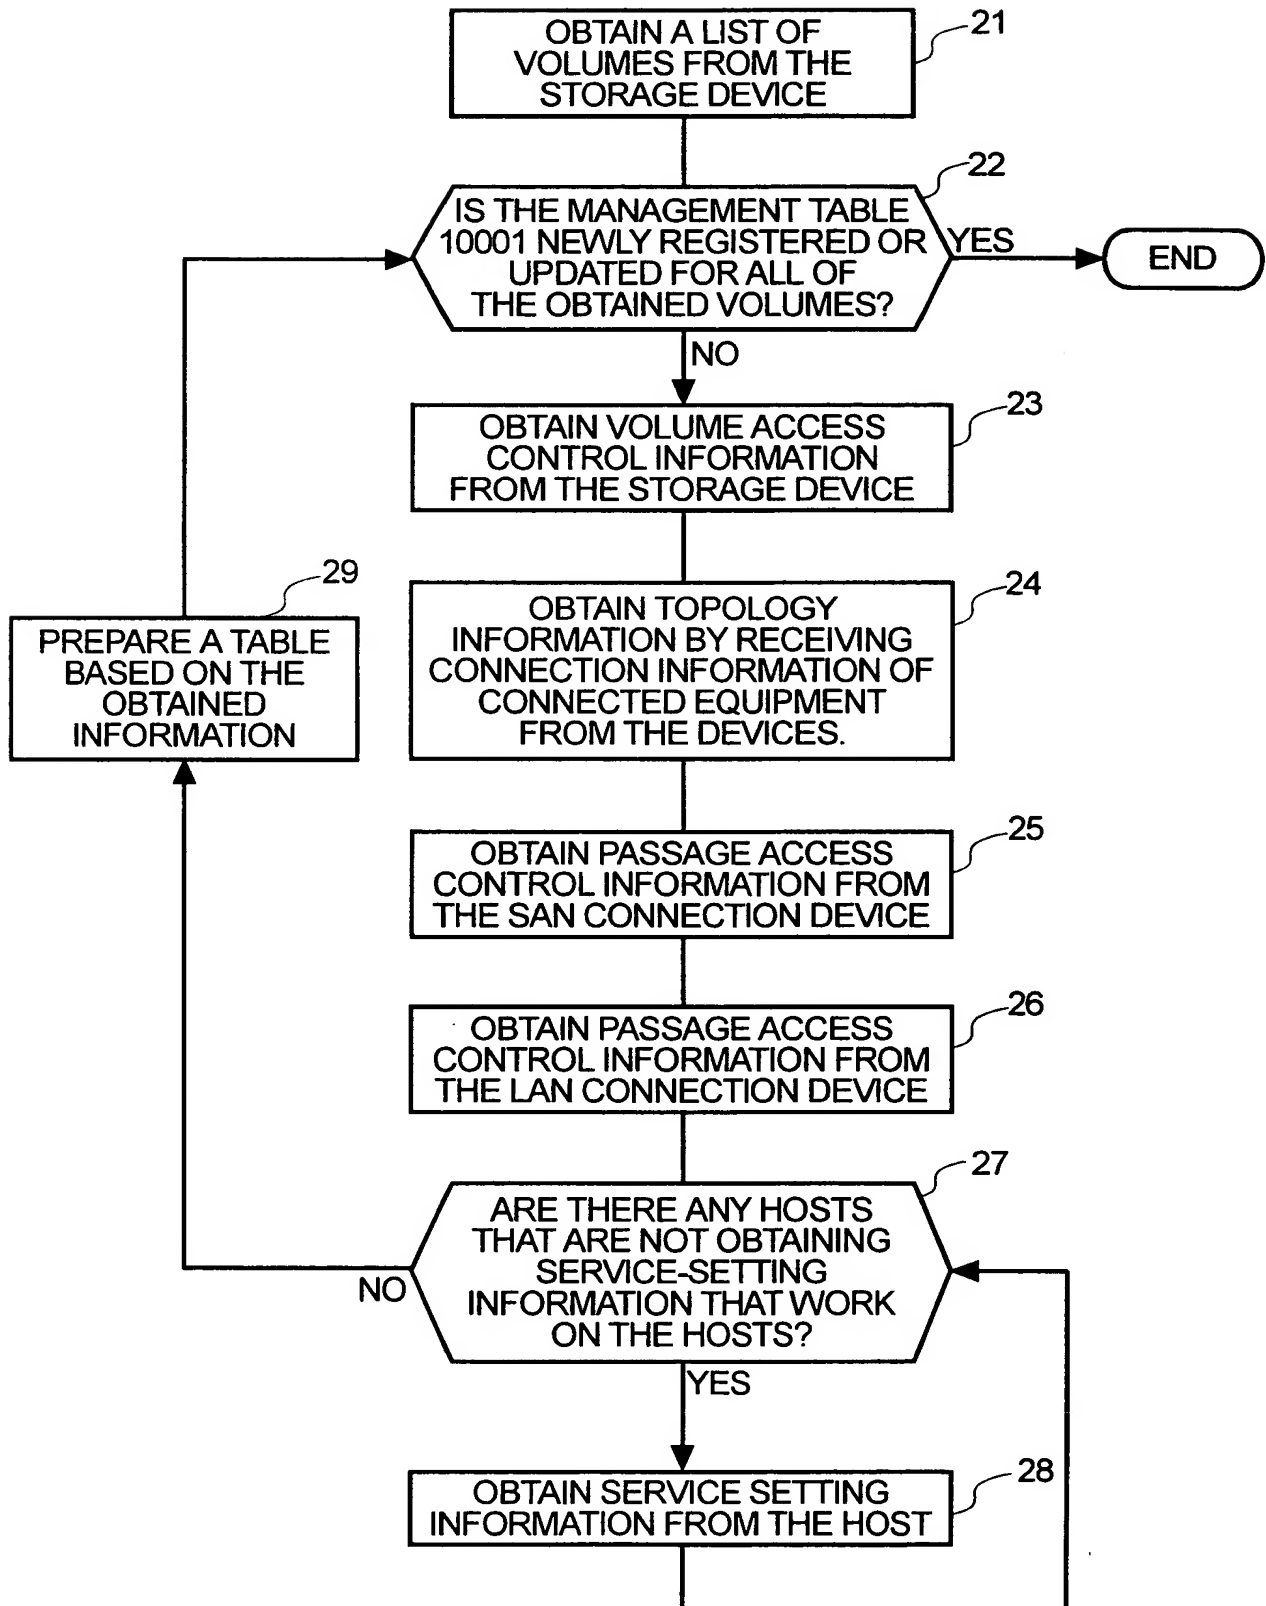 21
OBTAIN A LIST OF
VOLUMES FROM THE
STORAGE DEVICE
22
IS THE MANAGEMENT TABLE
10001 NEWLY REGISTERED OR
UPDATED FOR ALL OF
THE OBTAINED VOLUMES?
YES
END
NO
23
OBTAIN VOLUME ACCESS
CONTROL INFORMATION
FROM THE STORAGE DEVICE
24
OBTAIN TOPOLOGY
INFORMATION BY RECEIVING
CONNECTION INFORMATION OF
CONNECTED EQUIPMENT
FROM THE DEVICES.
29
PREPARE A TABLE
BASED ON THE
OBTAINED
INFORMATION
25
OBTAIN PASSAGE ACCESS
CONTROL INFORMATION FROM
THE SAN CONNECTION DEVICE
26
OBTAIN PASSAGE ACCESS
CONTROL INFORMATION FROM
THE LAN CONNECTION DEVICE
27
ARE THERE ANY HOSTS
THAT ARE NOT OBTAINING
SERVICE-SETTING
INFORMATION THAT WORK
ON THE HOSTS?
NO
YES
28
OBTAIN SERVICE SETTING
INFORMATION FROM THE HOST